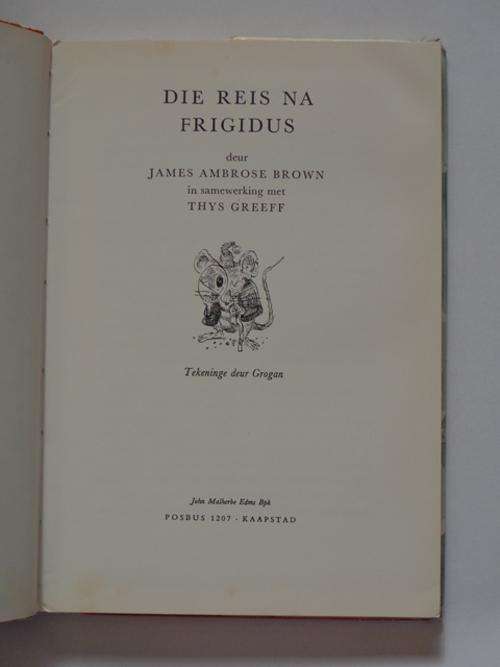 DIE REIS NA
FRIGIDUS
deur
JAMES AMBROSE BROWN
in samewerking met
THYS GREEFF
Tekeninge deur Grogan
John Malherbe Edms Bpk
POSBUS 1207 · KAAPSTAD